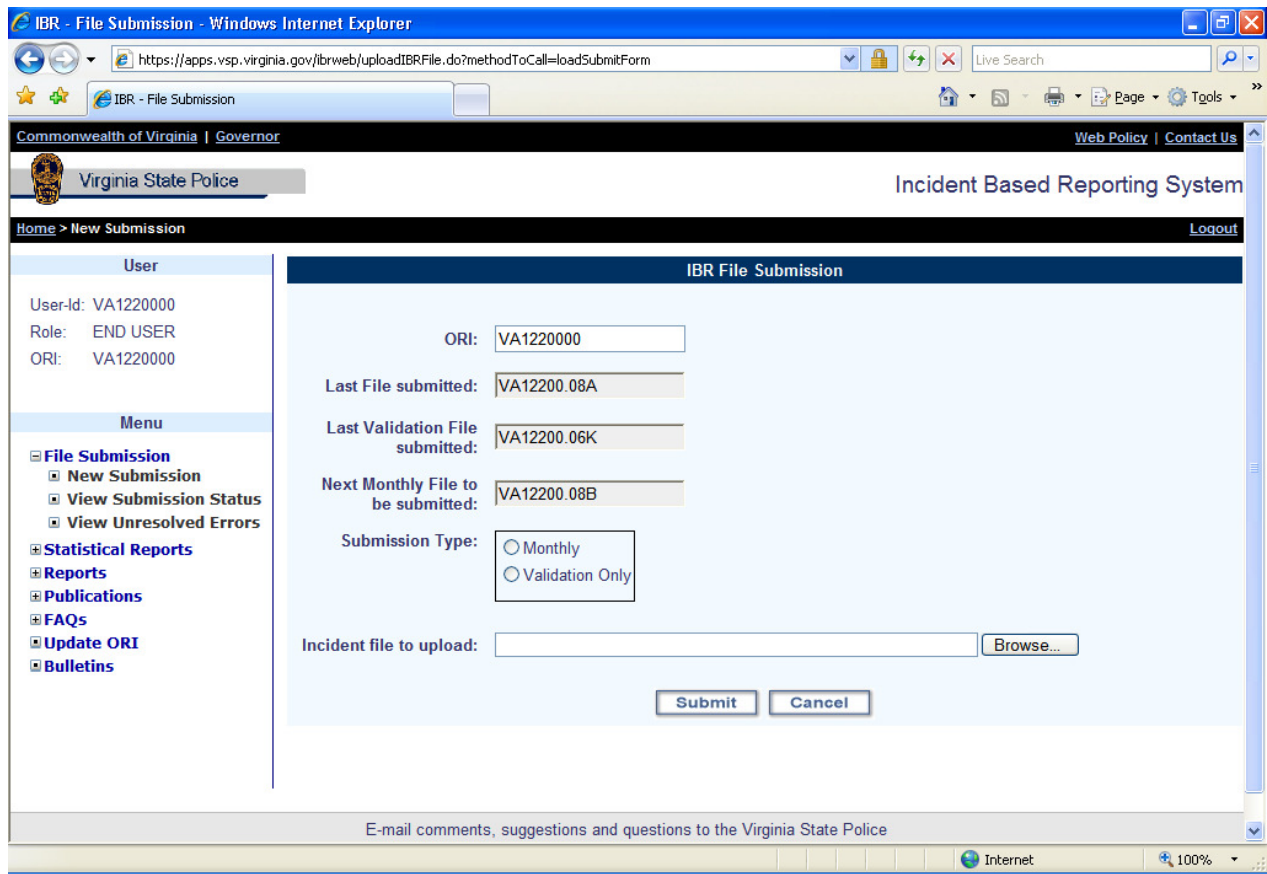 IBR - File Submission - Windows Internet Explorer
https://apps.vsp.virginia.gov/ibrweb/uploadIBRFile.do?methodToCall=loadSubmitForm
Live Search
IBR - File Submission
Page Tools
Commonwealth of Virginia | Governor
Web Policy | Contact Us
Virginia State Police
Incident Based Reporting System
Home > New Submission
Logout
User
User-Id: VA1220000
Role: END USER
ORI: VA1220000
Menu
File Submission
New Submission
View Submission Status
View Unresolved Errors
Statistical Reports
Reports
Publications
FAQs
Update ORI
Bulletins
IBR File Submission
ORI: VA1220000
Last File submitted: VA12200.08A
Last Validation File
submitted: VA12200.06K
Next Monthly File to
be submitted: VA12200.08B
Submission Type:
Monthly
Validation Only
Incident file to upload:
Browse...
Submit Cancel
E-mail comments, suggestions and questions to the Virginia State Police
Internet
100%